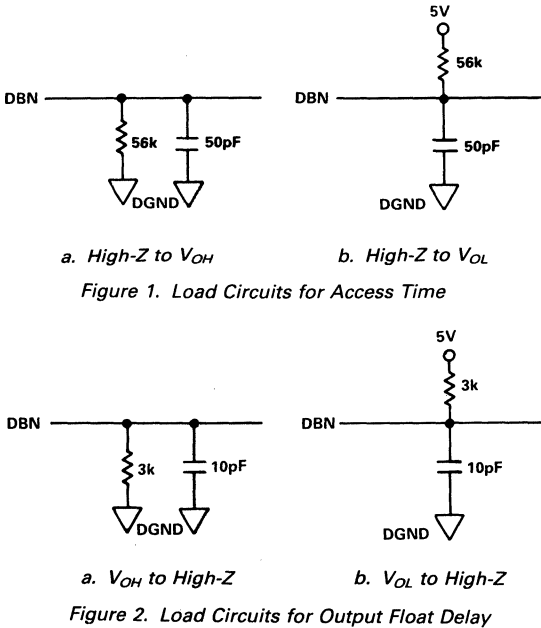 5V
56k
DBN
56k
50pF
DGND
DBN
50pF
DGND
a. High-Z to VOH
b. High-Z to VOL
Figure 1. Load Circuits for Access Time
5V
3k
DBN
3k
10pF
DGND
DBN
10pF
DGND
a. VOH to High-Z
b. VOL to High-Z
Figure 2. Load Circuits for Output Float Delay